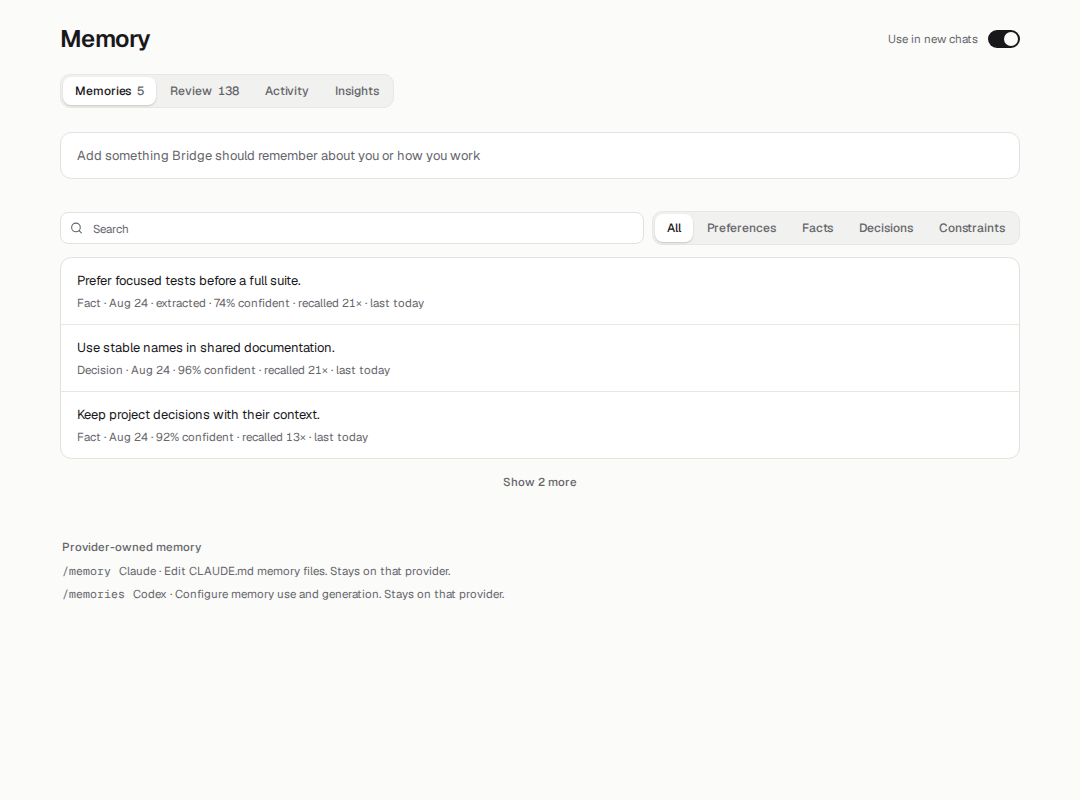 Memory
Use in new chats
Memories 5 Review 138 Activity Insights
Add something Bridge should remember about you or how you work
Search
All Preferences Facts Decisions Constraints
Prefer focused tests before a full suite.
Fact · Aug 24 · extracted · 74% confident · recalled 21× · last today
Use stable names in shared documentation.
Decision · Aug 24 · 96% confident · recalled 21× · last today
Keep project decisions with their context.
Fact · Aug 24 · 92% confident · recalled 13× · last today
Show 2 more
Provider-owned memory
/memory Claude · Edit CLAUDE.md memory files. Stays on that provider.
/memories Codex · Configure memory use and generation. Stays on that provider.